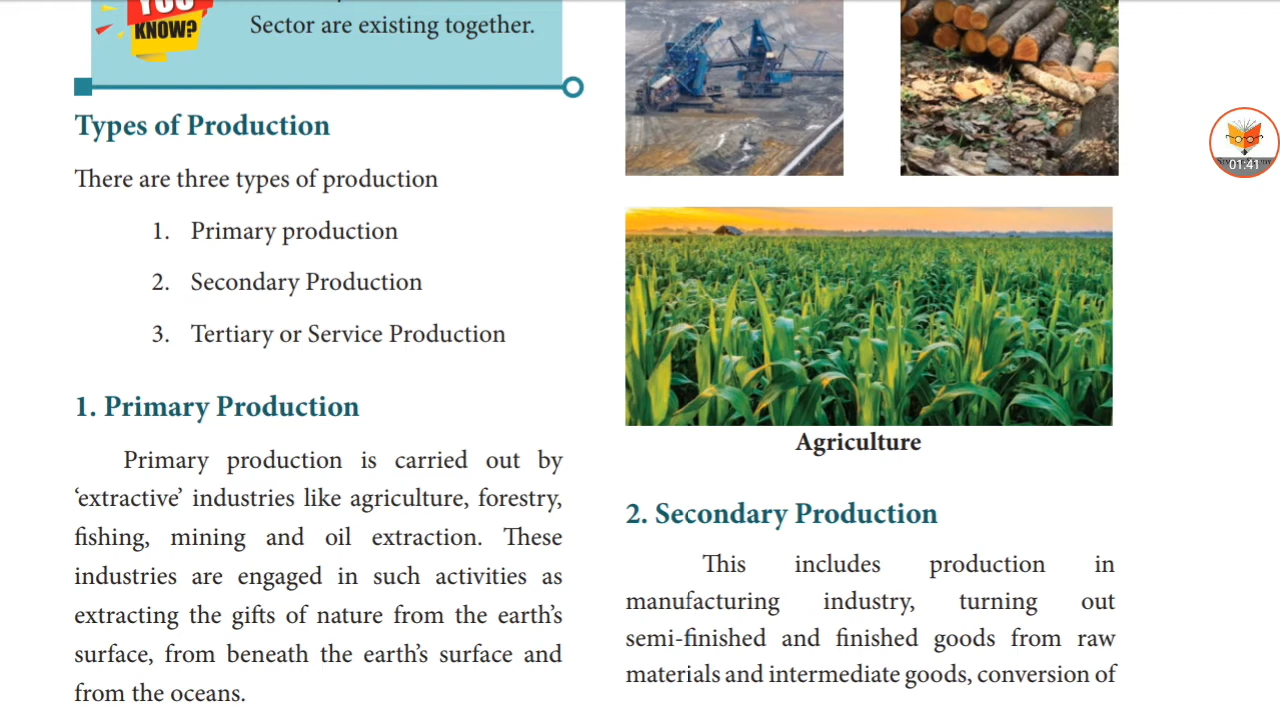 YOU
KNOW?
Sector are existing together.
Types of Production
There are three types of production
1. Primary production
2. Secondary Production
3. Tertiary or Service Production
1. Primary Production
Primary production is carried out by
‘extractive’ industries like agriculture, forestry,
fishing, mining and oil extraction. These
industries are engaged in such activities as
extracting the gifts of nature from the earth’s
surface, from beneath the earth’s surface and
from the oceans.
Agriculture
2. Secondary Production
This includes production in
manufacturing industry, turning out
semi-finished and finished goods from raw
materials and intermediate goods, conversion of
01:41